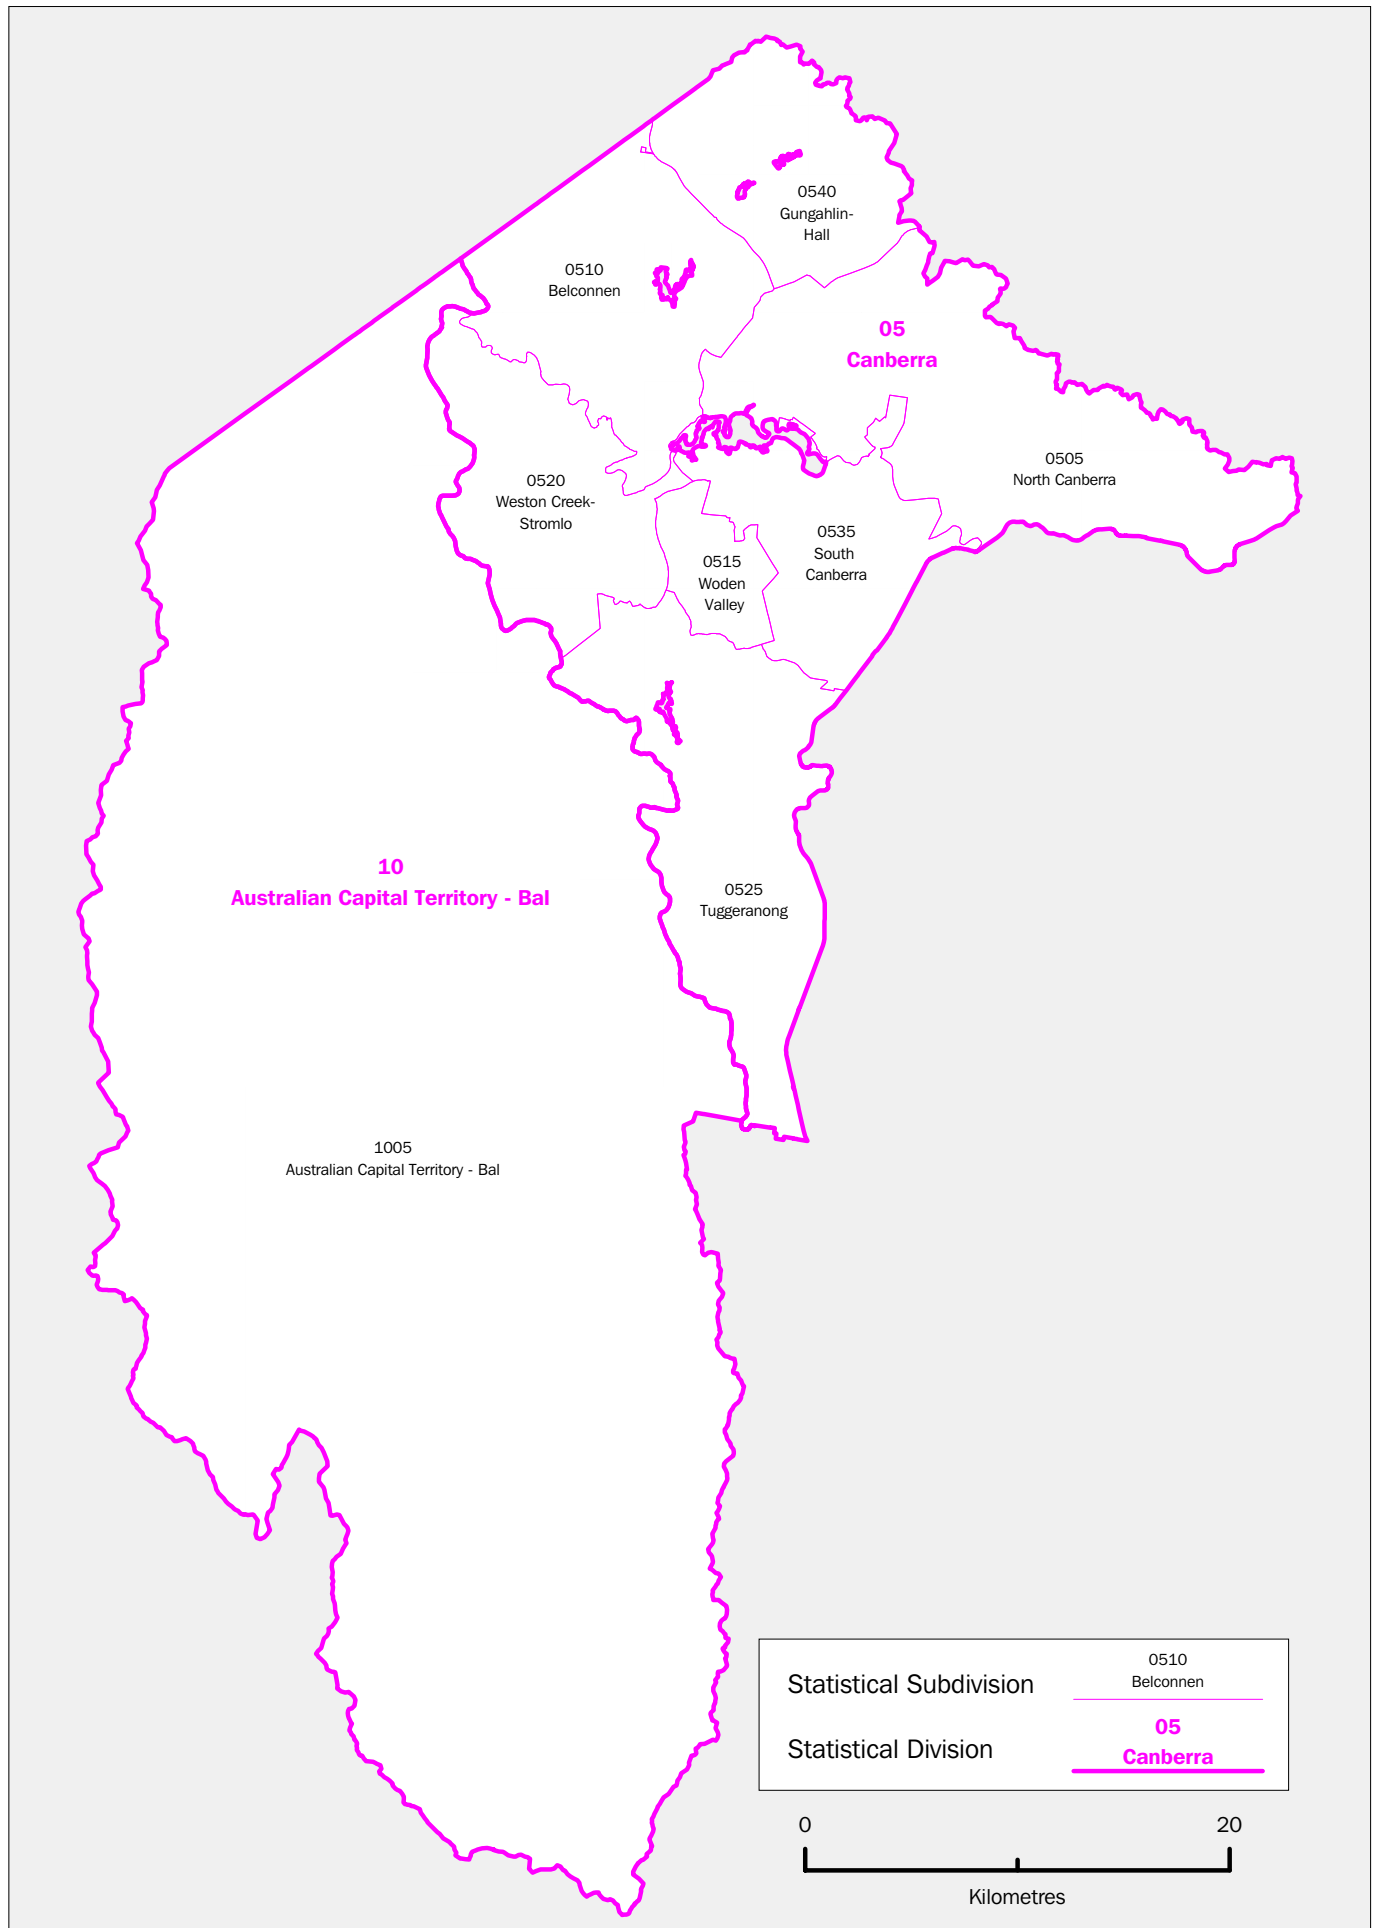 0540
Gungahlin-
Hall
0510
Belconnen
05
Canberra
0505
North Canberra
0520
Weston Creek-
Stromlo
0535
South
Canberra
0515
Woden
Valley
10
Australian Capital Territory - Bal
0525
Tuggeranong
1005
Australian Capital Territory - Bal
Statistical Subdivision
0510
Belconnen
Statistical Division
05
Canberra
0
20
Kilometres